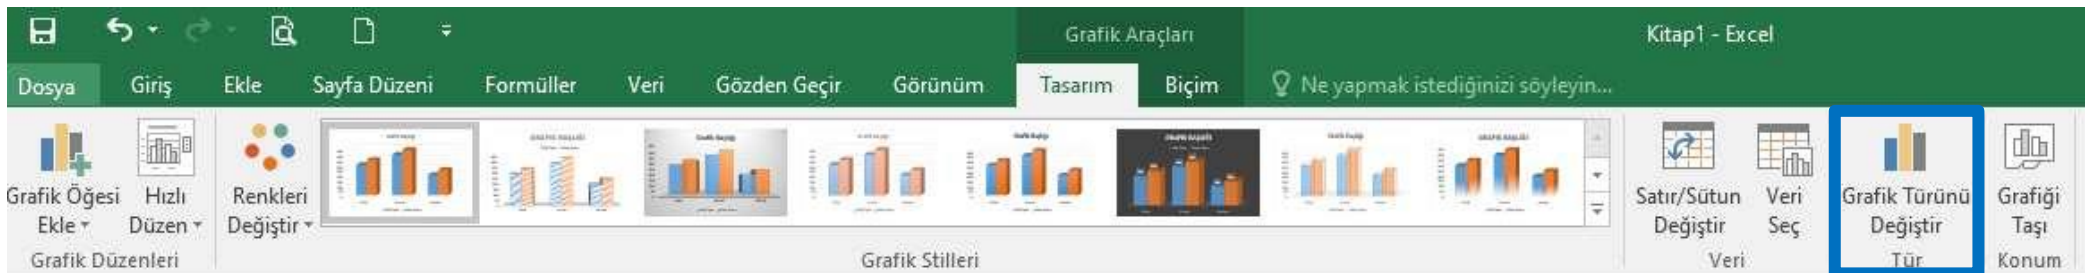 Grafik Araçları
Kitap1 - Excel
Dosya Giriş Ekle Sayfa Düzeni Formüller Veri Gözden Geçir Görünüm Tasarım Biçim Ne yapmak istediğinizi söyleyin...
Grafik Öğesi Ekle
Hızlı Düzen
Renkleri Değiştir
Satır/Sütun Değiştir
Veri Seç
Grafik Türünü Değiştir
Grafiği Taşı
Grafik Düzenleri
Grafik Stilleri
Veri
Tür
Konum